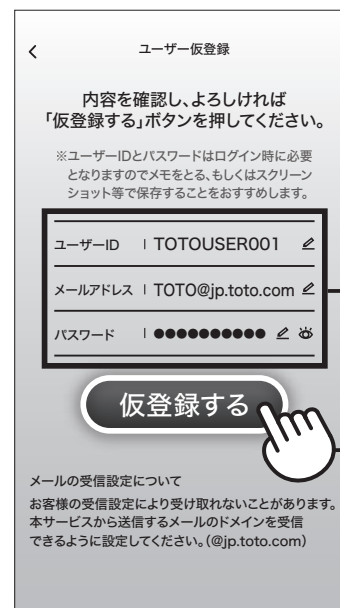 ユーザー仮登録
内容を確認し、よろしければ
「仮登録する」ボタンを押してください。
※ユーザーIDとパスワードはログイン時に必要
となりますのでメモをとる、もしくはスクリーン
ショット等で保存することをおすすめします。
ユーザーID TOTOUSER001
メールアドレス TOTO@jp.toto.com
パスワード ●●●●●●●●●●
仮登録する
メールの受信設定について
お客様の受信設定により受け取れないことがあります。
本サービスから送信するメールのドメインを受信
できるように設定してください。(@jp.toto.com)